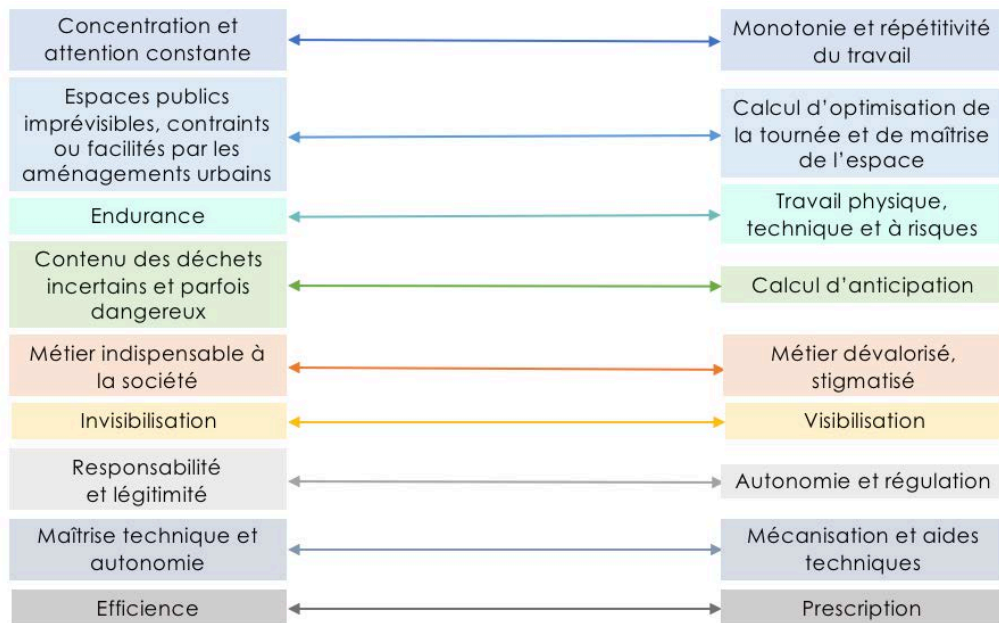 Concentration et
attention constante
Monotonie et répétitivité
du travail
Espaces publics
imprévisibles, contraints
ou facilités par les
aménagements urbains
Calcul d'optimisation de
la tournée et de maîtrise
de l'espace
Endurance
Travail physique,
technique et à risques
Contenu des déchets
incertains et parfois
dangereux
Calcul d'anticipation
Métier indispensable à
la société
Métier dévalorisé,
stigmatisé
Invisibilisation
Visibilisation
Responsabilité
et légitimité
Autonomie et régulation
Maîtrise technique et
autonomie
Mécanisation et aides
techniques
Efficience
Prescription